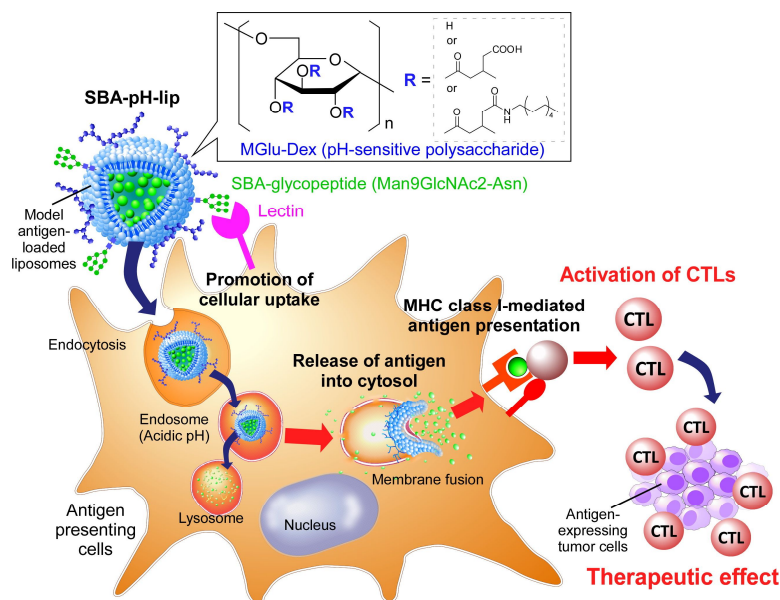 SBA-pH-lip
O
O
O
R
O
R
O
R
O
n
R =
H
or
O
COOH
or
O
O
N
H
4
MGlu-Dex (pH-sensitive polysaccharide)
SBA-glycopeptide (Man9GlcNAc2-Asn)
Lectin
Model
antigen-
loaded
liposomes
Promotion of
cellular uptake
Endocytosis
Endosome
(Acidic pH)
Lysosome
Antigen
presenting
cells
Nucleus
Release of antigen
into cytosol
Membrane fusion
MHC class I-mediated
antigen presentation
Activation of CTLs
CTL
CTL
CTL
CTL
CTL
CTL
CTL
Antigen-
expressing
tumor cells
Therapeutic effect